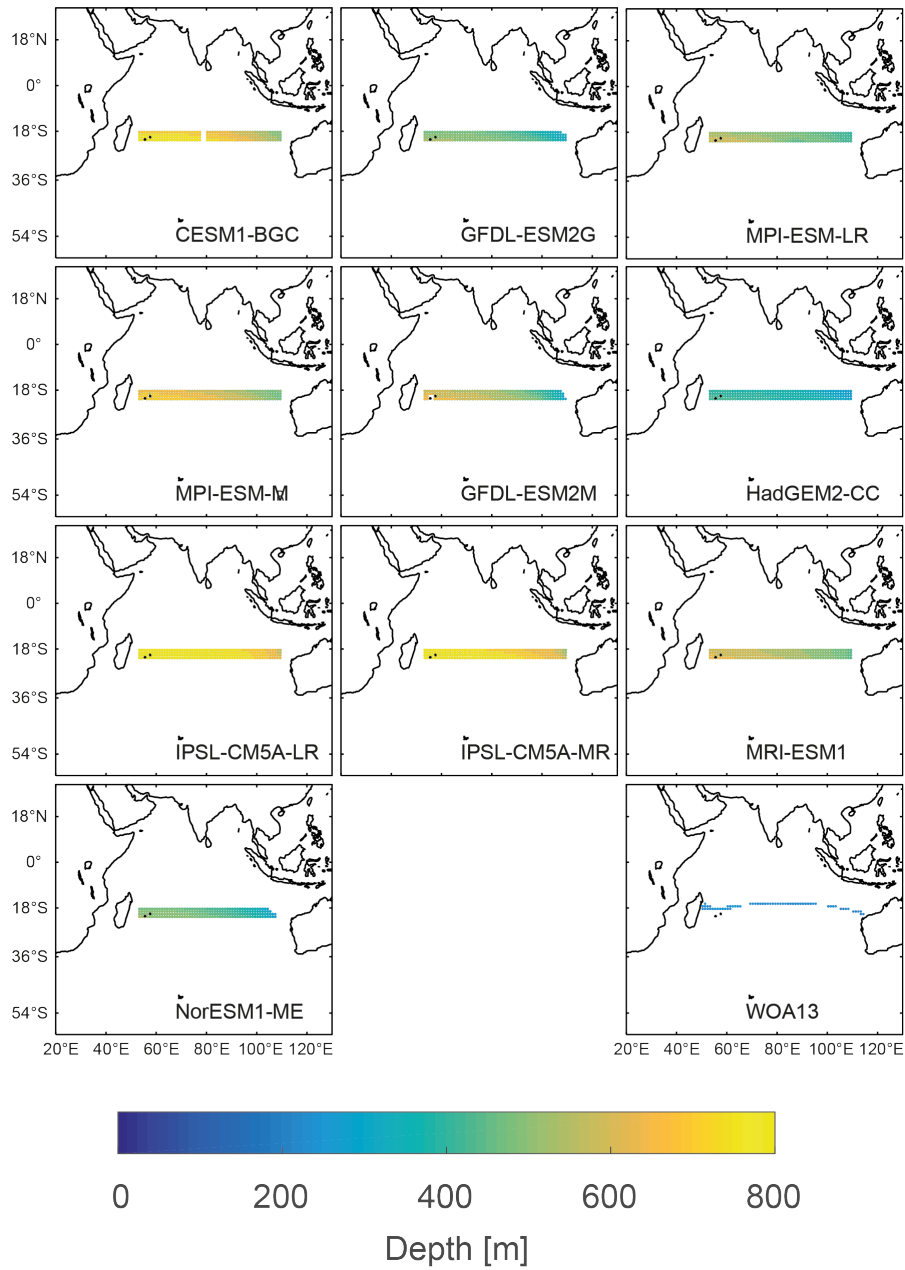 18°N
0°
18°S
36°S
54°S
CESM1-BGC
GFDL-ESM2G
MPI-ESM-LR
18°N
0°
18°S
36°S
54°S
MPI-ESM-M
GFDL-ESM2M
HadGEM2-CC
18°N
0°
18°S
36°S
54°S
IPSL-CM5A-LR
IPSL-CM5A-MR
MRI-ESM1
18°N
0°
18°S
36°S
54°S
NorESM1-ME
WOA13
20°E 40°E 60°E 80°E 100°E 120°E
20°E 40°E 60°E 80°E 100°E 120°E
0 200 400 600 800
Depth [m]